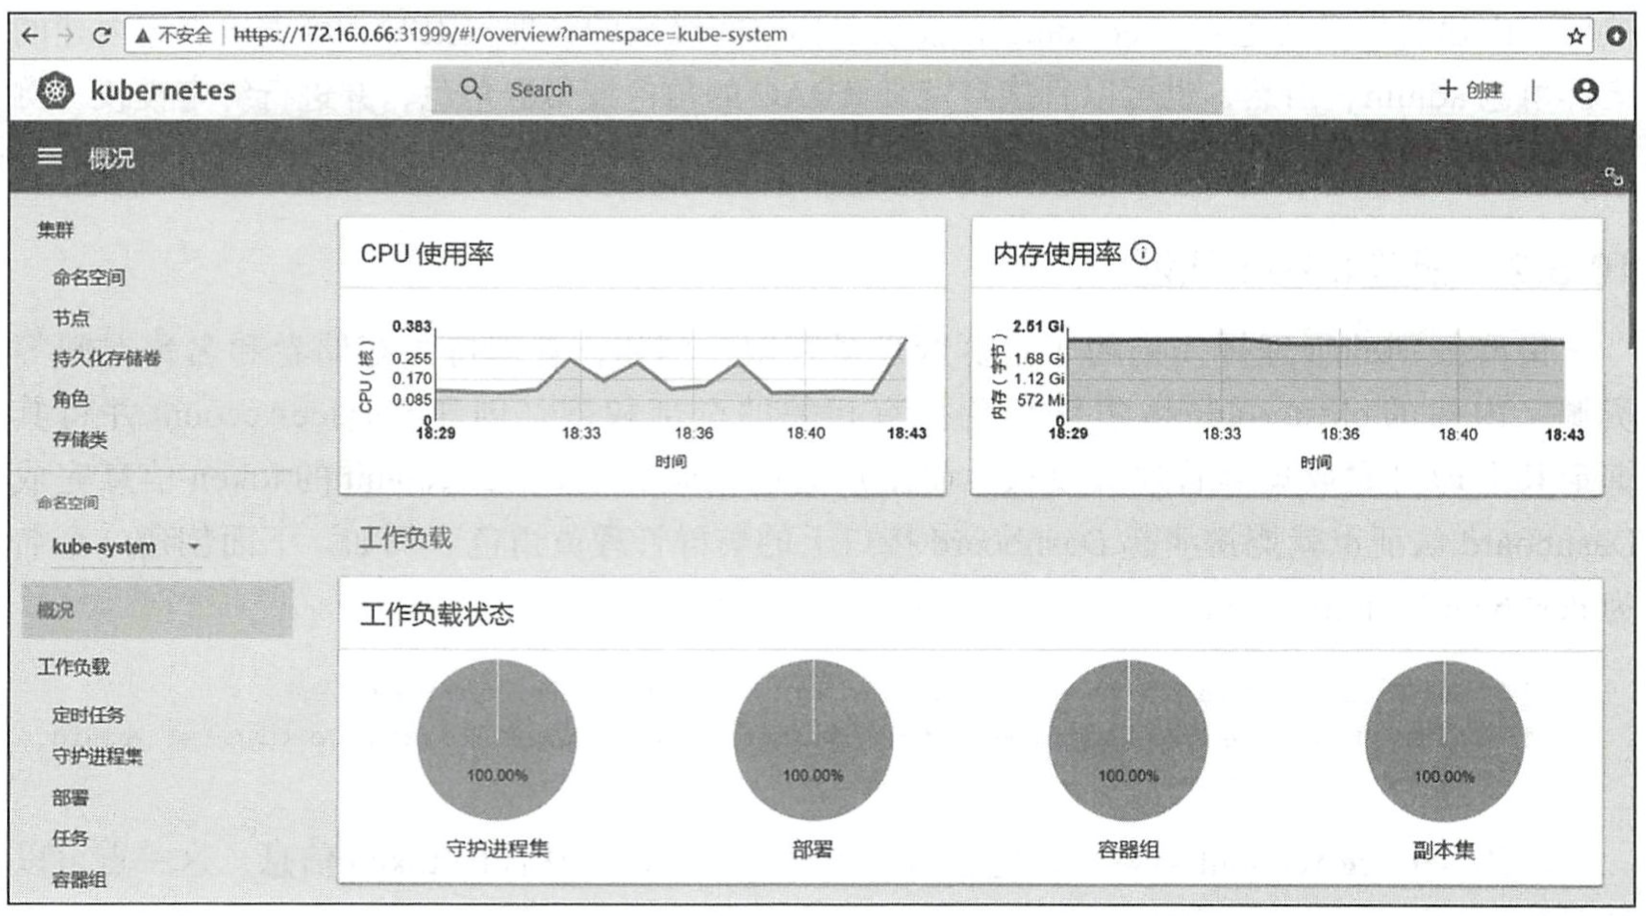 不安全 | https://172.16.0.66:31999/#!/overview?namespace=kube-system
kubernetes
Search
+ 创建 |
概况
集群
命名空间
节点
持久化存储卷
角色
存储类
命名空间
kube-system
概况
工作负载
定时任务
守护进程集
部署
任务
容器组
CPU 使用率
CPU（核）
0.383
0.255
0.170
0.085
0
18:29 18:33 18:36 18:40 18:43
时间
内存使用率
内存（字节）
2.51 Gi
1.68 Gi
1.12 Gi
572 Mi
0
18:29 18:33 18:36 18:40 18:43
时间
工作负载
工作负载状态
100.00% 100.00% 100.00% 100.00%
守护进程集 部署 容器组 副本集